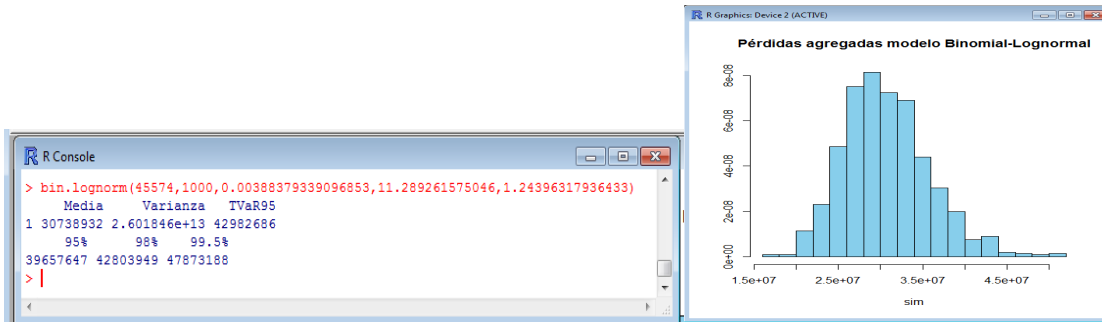 R Console
> bin.lognorm(45574,1000,0.00388379339096853,11.289261575046,1.24396317936433)
Media Varianza TVaR95
1 30738932 2.601846e+13 42982686
95% 98% 99.5%
39657647 42803949 47873188
>
R Graphics: Device 2 (ACTIVE)
Pérdidas agregadas modelo Binomial-Lognormal
8e-08
6e-08
4e-08
2e-08
0e+00
1.5e+07 2.5e+07 3.5e+07 4.5e+07
sim